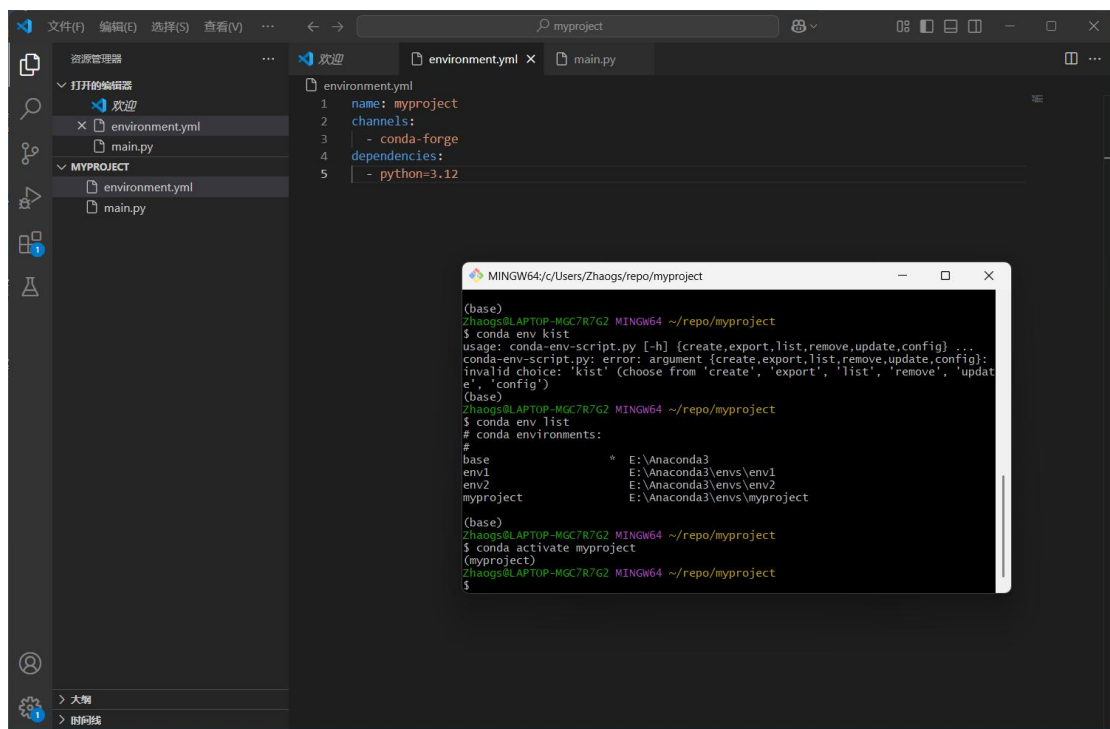 文件(F) 编辑(E) 选择(S) 查看(V) ··· myproject
资源管理器 ···
打开的编辑器
欢迎
environment.yml
main.py
MYPROJECT
environment.yml
main.py
大纲
时间线
欢迎 environment.yml main.py
environment.yml
1 name: myproject
2 channels:
3 - conda-forge
4 dependencies:
5 - python=3.12
1
1
MINGW64:/c/Users/Zhaogs/repo/myproject
(base)
Zhaogs@LAPTOP-MGC7R7G2 MINGW64 ~/repo/myproject
$ conda env kist
usage: conda-env-script.py [-h] {create,export,list,remove,update,config} ...
conda-env-script.py: error: argument {create,export,list,remove,update,config}:
invalid choice: 'kist' (choose from 'create', 'export', 'list', 'remove', 'updat
e', 'config')
(base)
Zhaogs@LAPTOP-MGC7R7G2 MINGW64 ~/repo/myproject
$ conda env list
# conda environments:
#
base * E:\Anaconda3
env1 E:\Anaconda3\envs\env1
env2 E:\Anaconda3\envs\env2
myproject E:\Anaconda3\envs\myproject
(base)
Zhaogs@LAPTOP-MGC7R7G2 MINGW64 ~/repo/myproject
$ conda activate myproject
(myproject)
Zhaogs@LAPTOP-MGC7R7G2 MINGW64 ~/repo/myproject
$